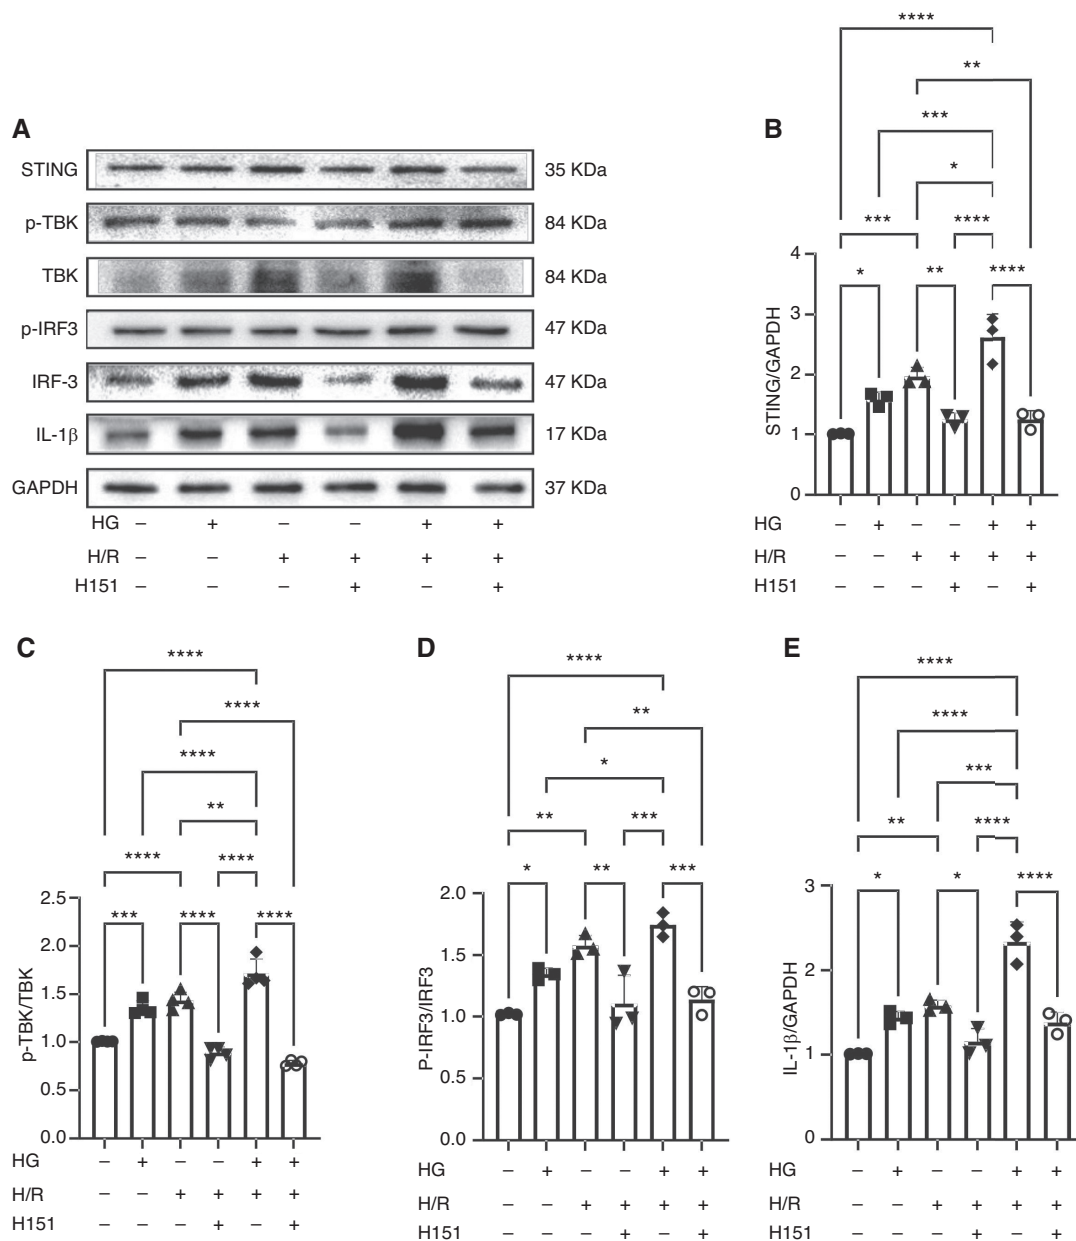 A
STING 35 KDa
p-TBK 84 KDa
TBK 84 KDa
p-IRF3 47 KDa
IRF-3 47 KDa
IL-1β 17 KDa
GAPDH 37 KDa
HG – + – – + +
H/R – – + + + +
H151 – – – + – +
B
****
**
***
*
*** ****
* ** ****
STING/GAPDH
4
3
2
1
0
HG – + – – + +
H/R – – + + + +
H151 – – – + – +
C
****
****
****
**
**** ****
*** **** ****
p-TBK/TBK
2.5
2.0
1.5
1.0
0.5
0.0
HG – + – – + +
H/R – – + + + +
H151 – – – + – +
D
****
**
*
** ***
* ** ***
P-IRF3/IRF3
2.0
1.5
1.0
0.5
0.0
HG – + – – + +
H/R – – + + + +
H151 – – – + – +
E
****
****
***
** ****
* * ****
IL-1β/GAPDH
3
2
1
0
HG – + – – + +
H/R – – + + + +
H151 – – – + – +